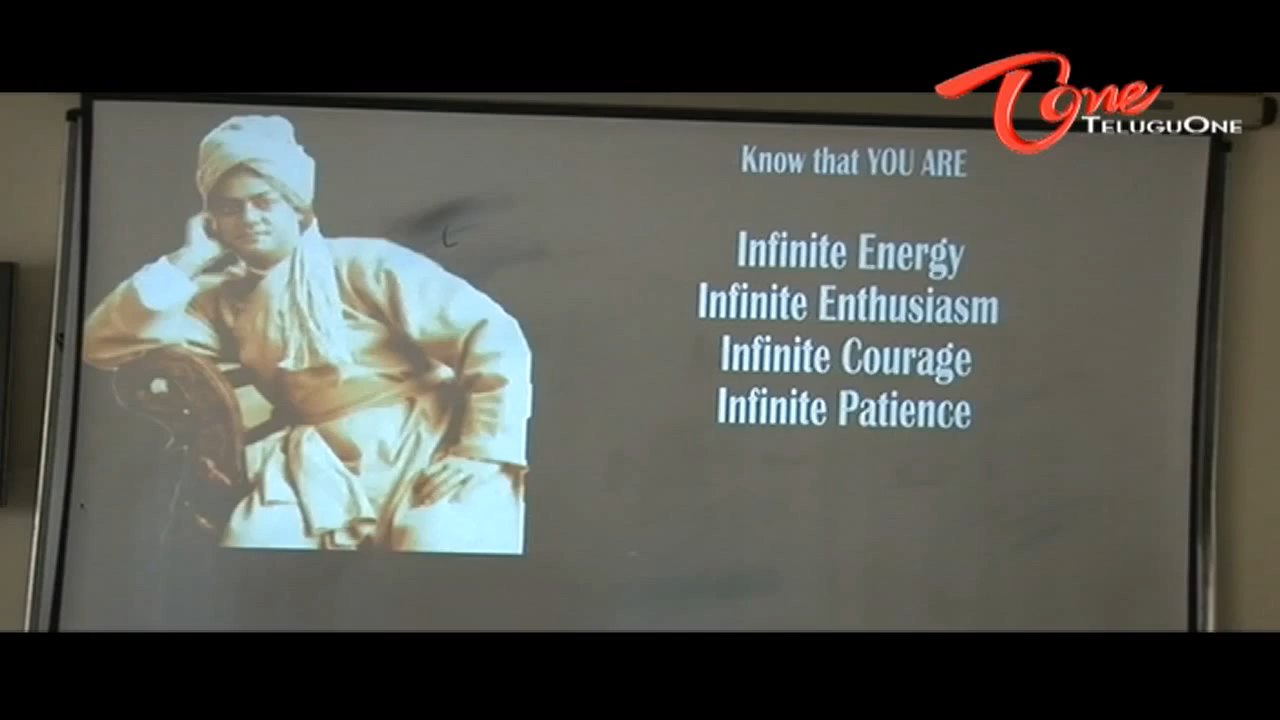 One
TELUGUONE
Know that YOU ARE
Infinite Energy
Infinite Enthusiasm
Infinite Courage
Infinite Patience